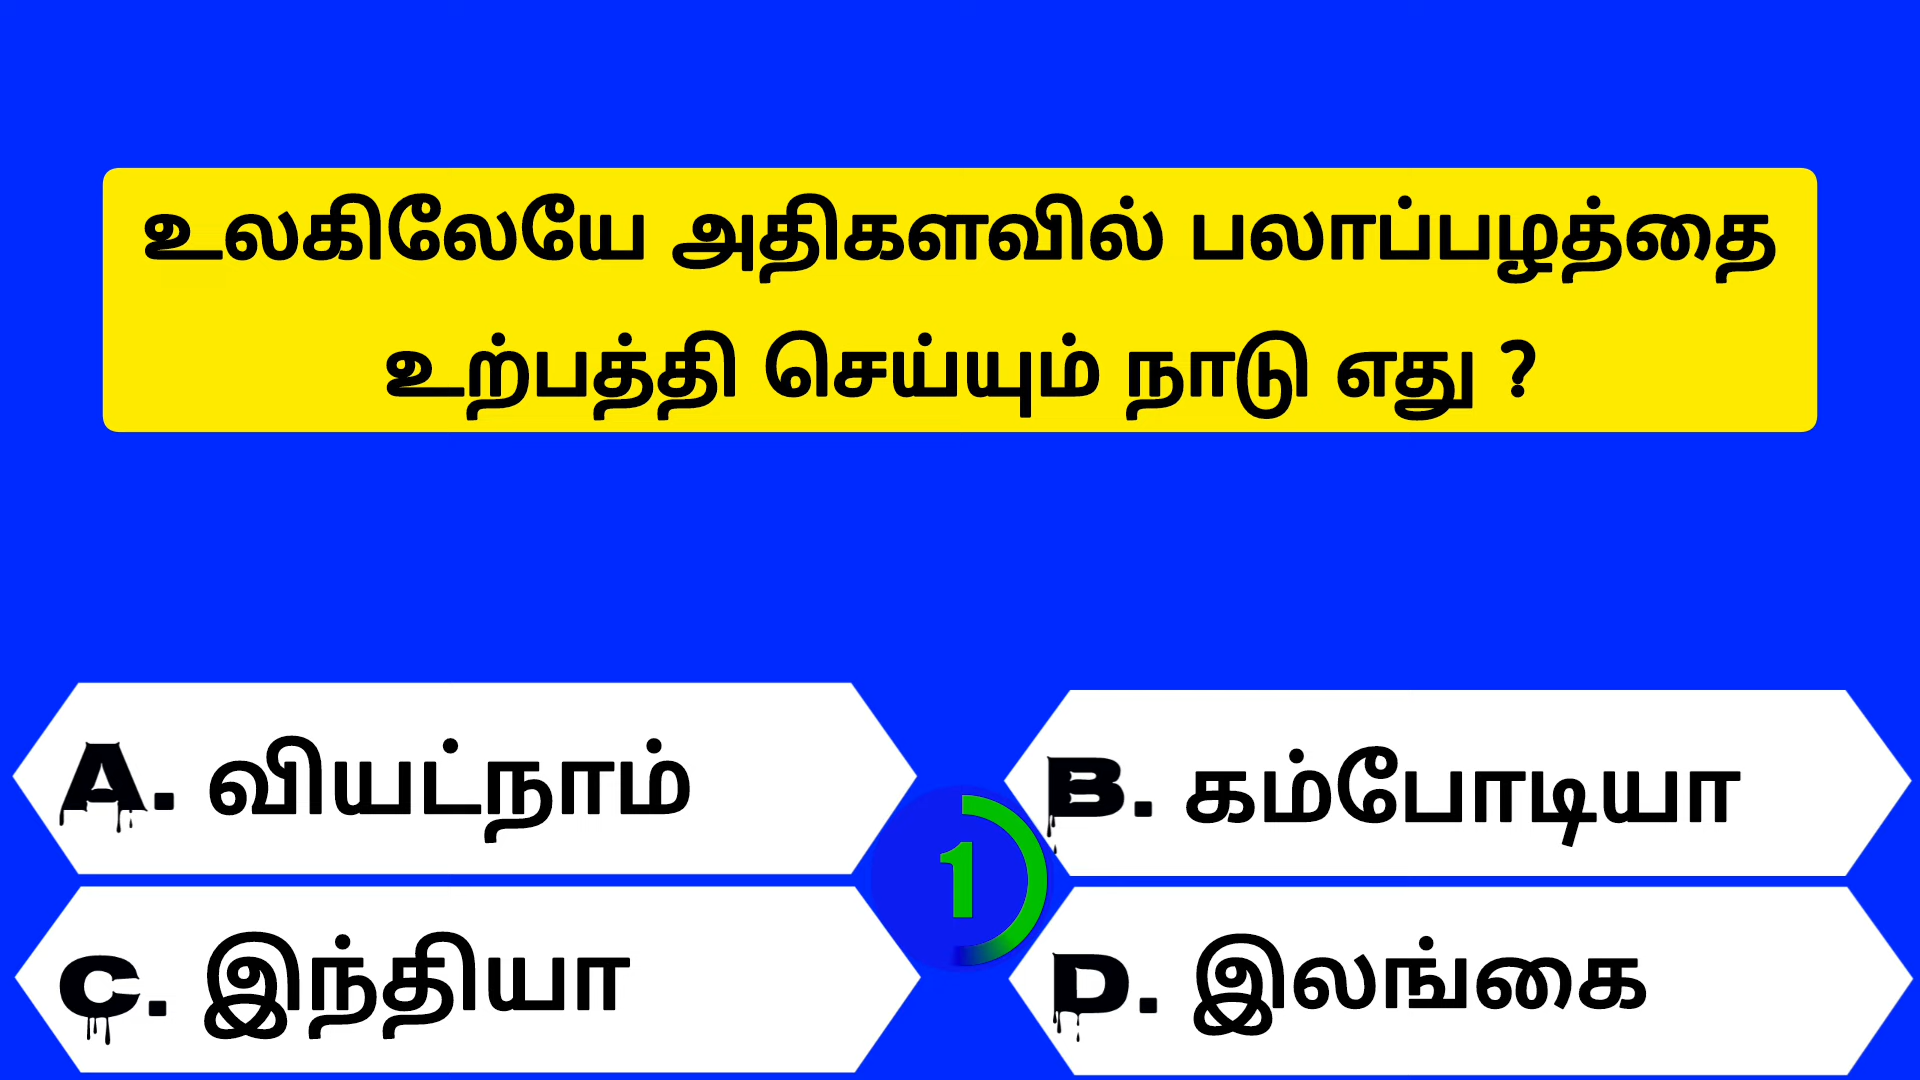 உலகிலேயே அதிகளவில் பலாப்பழத்தை
உற்பத்தி செய்யும் நாடு எது ?
A. வியட்நாம்
B. கம்போடியா
1
C. இந்தியா
D. இலங்கை